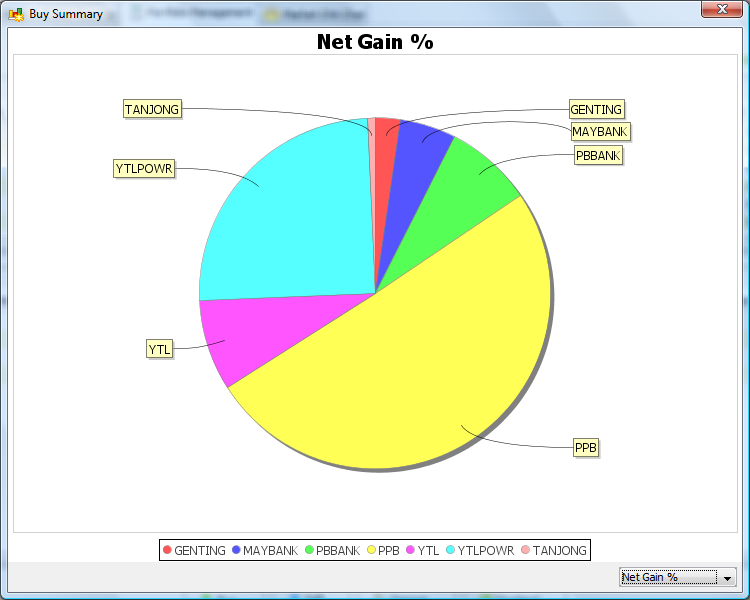 Buy Summary
Net Gain %
TANJONG
GENTING
MAYBANK
PBBANK
YTLPOWR
YTL
PPB
GENTING MAYBANK PBBANK PPB YTL YTLPOWR TANJONG
Net Gain %